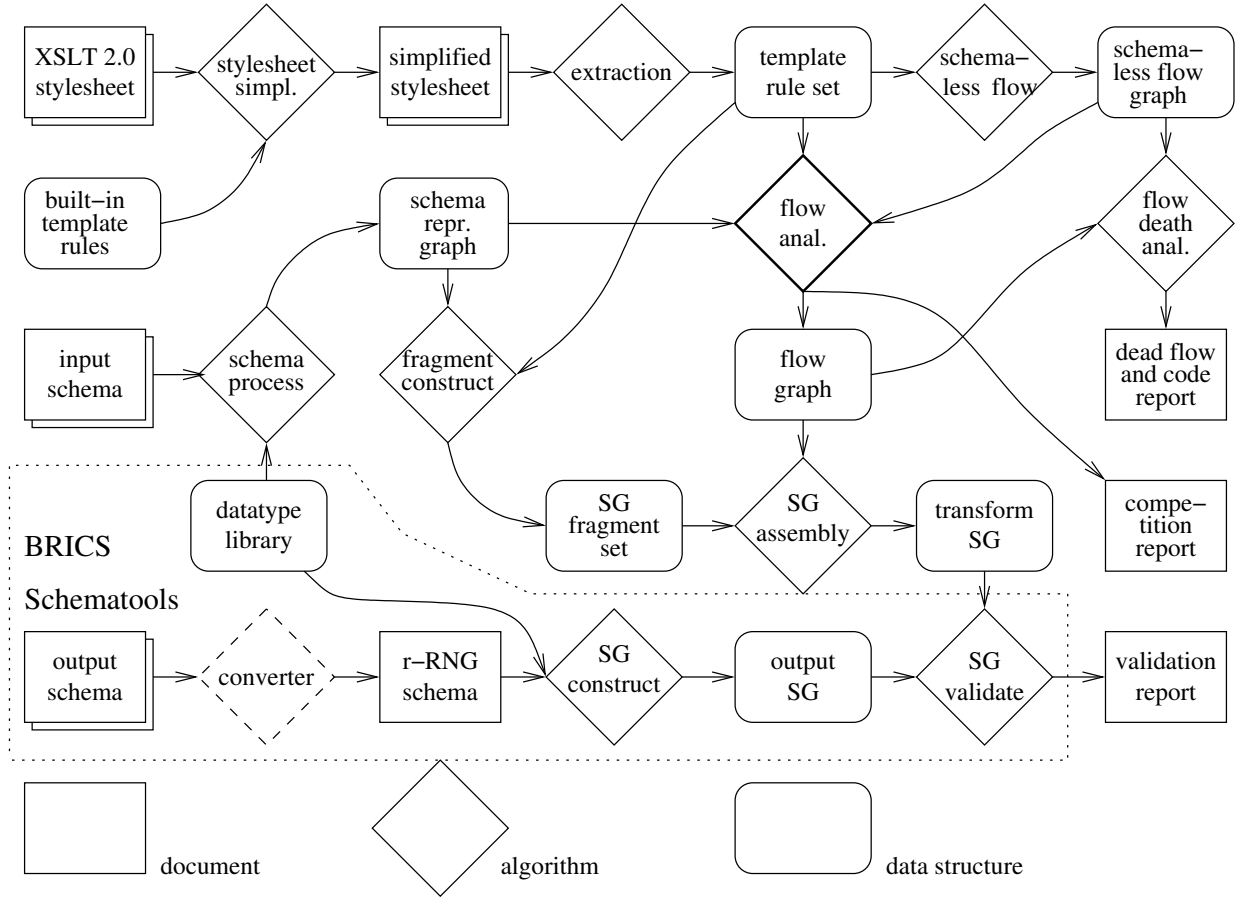 XSLT 2.0
stylesheet
stylesheet
simpl.
simplified
stylesheet
extraction
template
rule set
schema−
less flow
schema−
less flow
graph
built−in
template
rules
schema
repr.
graph
flow
anal.
flow
death
anal.
input
schema
schema
process
fragment
construct
flow
graph
dead flow
and code
report
datatype
library
SG
fragment
set
SG
assembly
transform
SG
compe−
tition
report
BRICS
Schematools
output
schema
converter
r−RNG
schema
SG
construct
output
SG
SG
validate
validation
report
document
algorithm
data structure